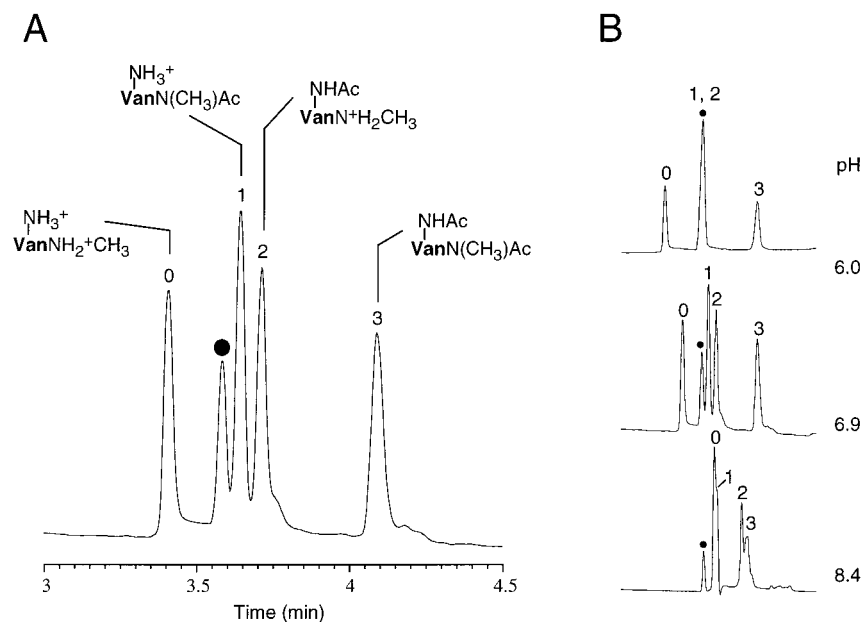 A
NH₃⁺
VanN(CH₃)Ac
NHAc
VanN⁺H₂CH₃
NH₃⁺
VanNH₂⁺CH₃
NHAc
VanN(CH₃)Ac
0
1
2
3
3
3.5
4
4.5
Time (min)
B
pH
1, 2
0
3
6.0
0
1
2
3
6.9
0
1
2
3
8.4